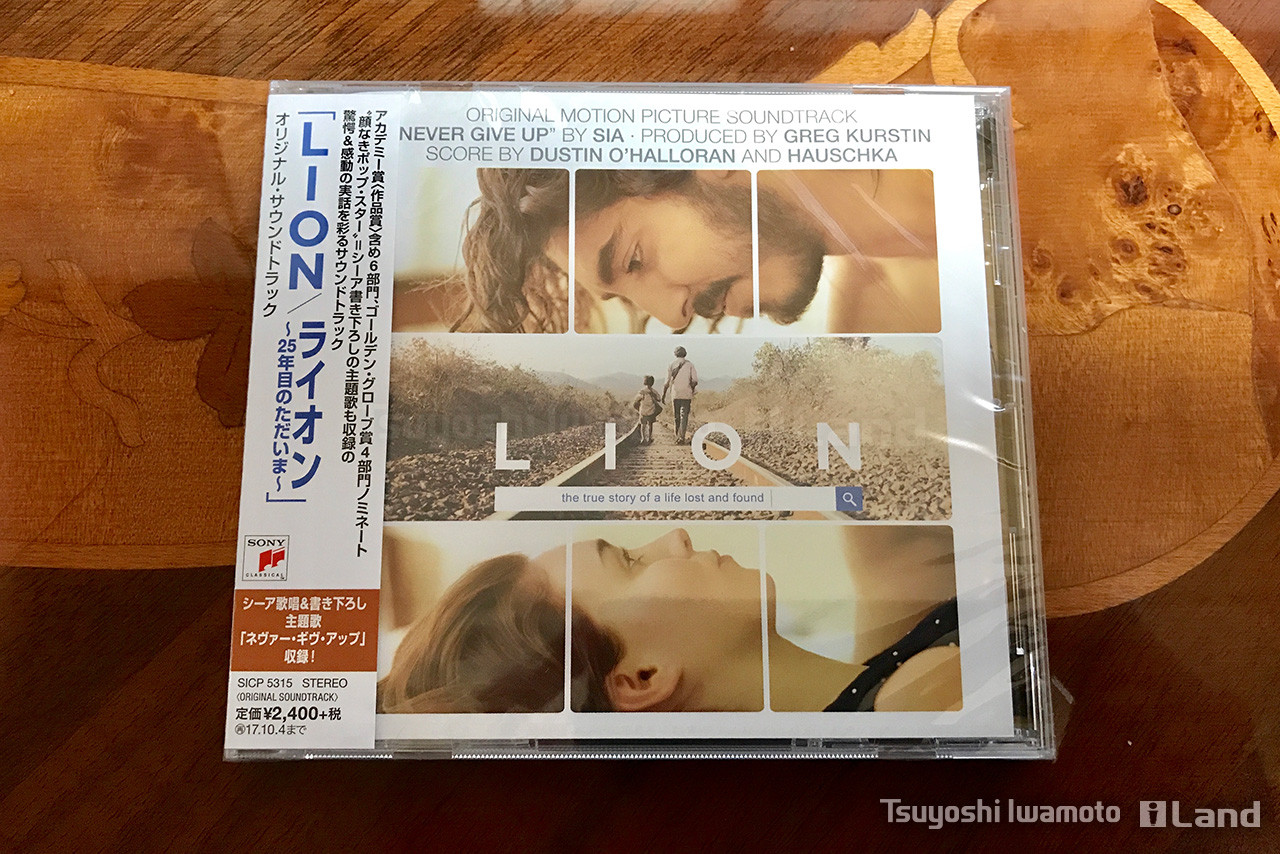 ORIGINAL MOTION PICTURE SOUNDTRACK
NEVER GIVE UP” BY SIA · PRODUCED BY GREG KURSTIN
SCORE BY DUSTIN O’HALLORAN AND HAUSCHKA
アカデミー賞〈作品賞〉含め6部門、ゴールデン・グローブ賞4部門ノミネート
“顔なきポップ・スター”=シーア書き下ろしの主題歌も収録の
驚愕&感動の実話を彩るサウンドトラック
「LION/ライオン
~25年目のただいま~」
オリジナル・サウンドトラック
LION
the true story of a life lost and found
SONY
CLASSICAL
シーア歌唱&書き下ろし
主題歌
「ネヴァー・ギヴ・アップ」
収録!
SICP 5315 STEREO
〈ORIGINAL SOUNDTRACK〉
定価¥2,400+税
㊢17.10.4まで
Tsuyoshi Iwamoto iLand